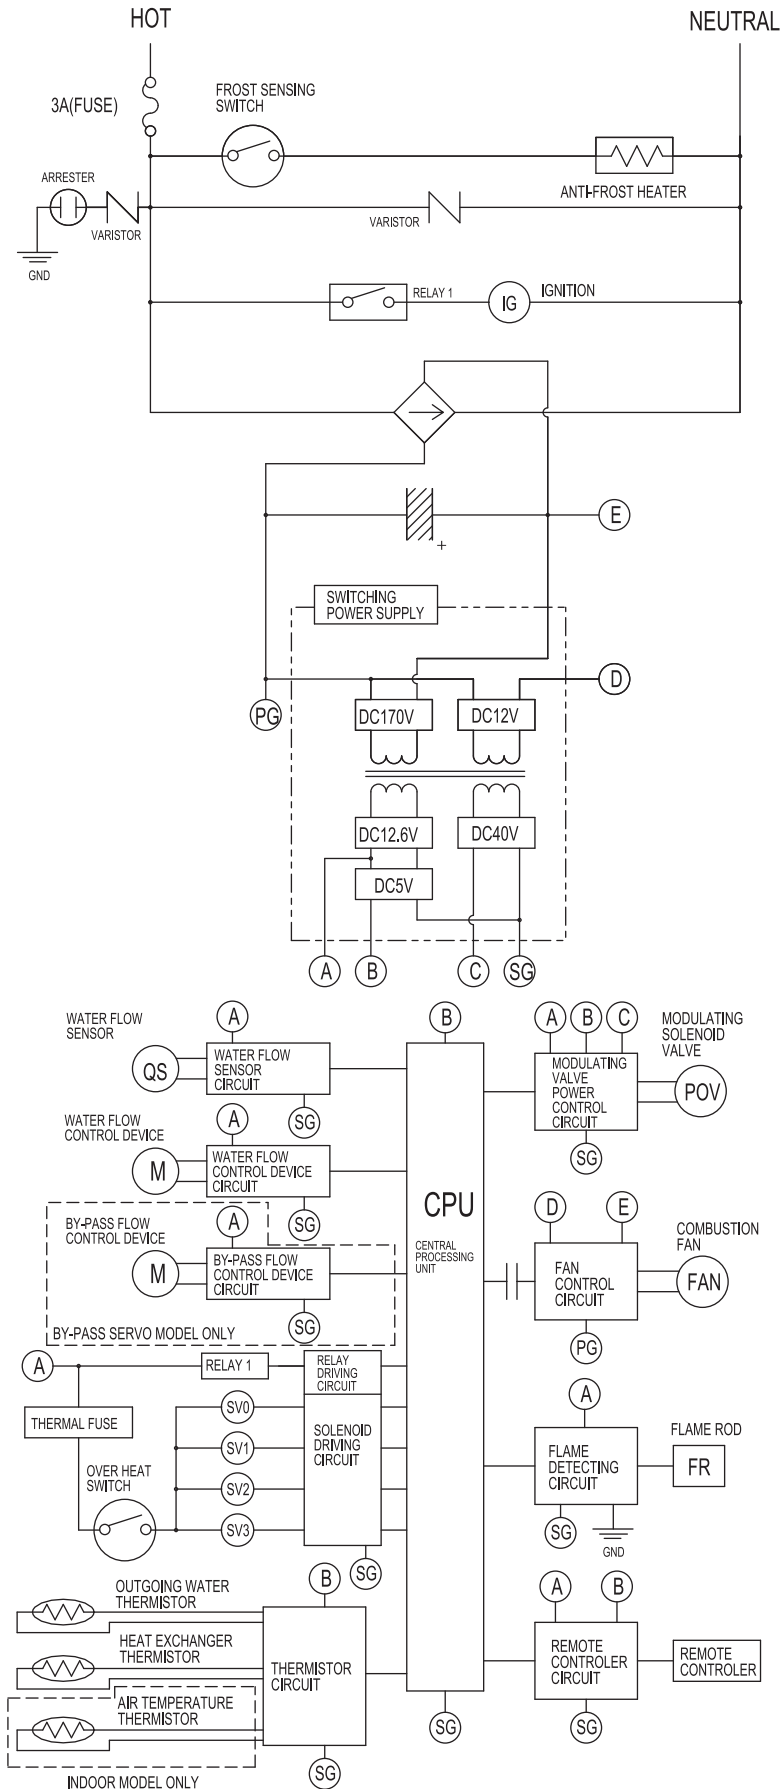 HOT
NEUTRAL
3A(FUSE)
FROST SENSING
SWITCH
ANTI-FROST HEATER
ARRESTER
VARISTOR
VARISTOR
GND
RELAY 1
IG
IGNITION
+
E
SWITCHING
POWER SUPPLY
D
PG
DC170V
DC12V
DC12.6V
DC40V
DC5V
A
B
C
SG
WATER FLOW
SENSOR
A
QS
WATER FLOW
SENSOR
CIRCUIT
SG
WATER FLOW
CONTROL DEVICE
A
M
WATER FLOW
CONTROL DEVICE
CIRCUIT
SG
BY-PASS FLOW
CONTROL DEVICE
A
M
BY-PASS FLOW
CONTROL DEVICE
CIRCUIT
SG
BY-PASS SERVO MODEL ONLY
A
RELAY 1
RELAY
DRIVING
CIRCUIT
THERMAL FUSE
SV0
SV1
SV2
SV3
SOLENOID
DRIVING
CIRCUIT
OVER HEAT
SWITCH
SG
B
OUTGOING WATER
THERMISTOR
HEAT EXCHANGER
THERMISTOR
AIR TEMPERATURE
THERMISTOR
INDOOR MODEL ONLY
THERMISTOR
CIRCUIT
SG
B
CPU
CENTRAL
PROCESSING
UNIT
SG
A
B
C
MODULATING
SOLENOID
VALVE
MODULATING
VALVE
POWER
CONTROL
CIRCUIT
POV
SG
D
E
COMBUSTION
FAN
FAN
CONTROL
CIRCUIT
FAN
PG
A
FLAME ROD
FLAME
DETECTING
CIRCUIT
FR
SG
GND
A
B
REMOTE
CONTROLER
CIRCUIT
REMOTE
CONTROLER
SG